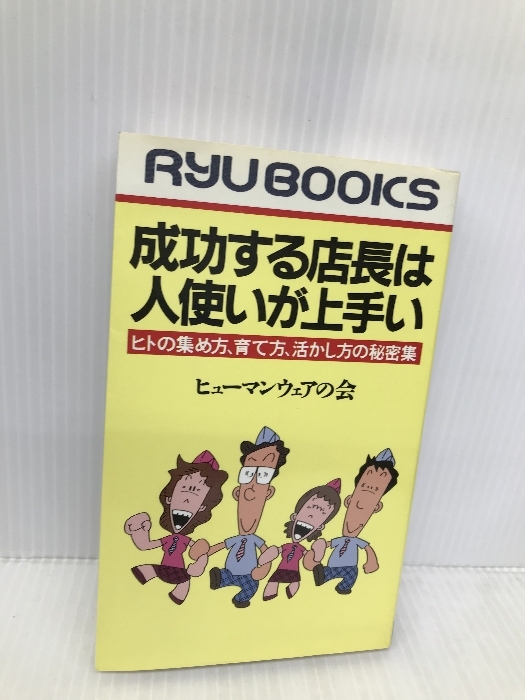 RYU BOOKS
成功する店長は
人使いが上手い
ヒトの集め方、育て方、活かし方の秘密集
ヒューマンウェアの会